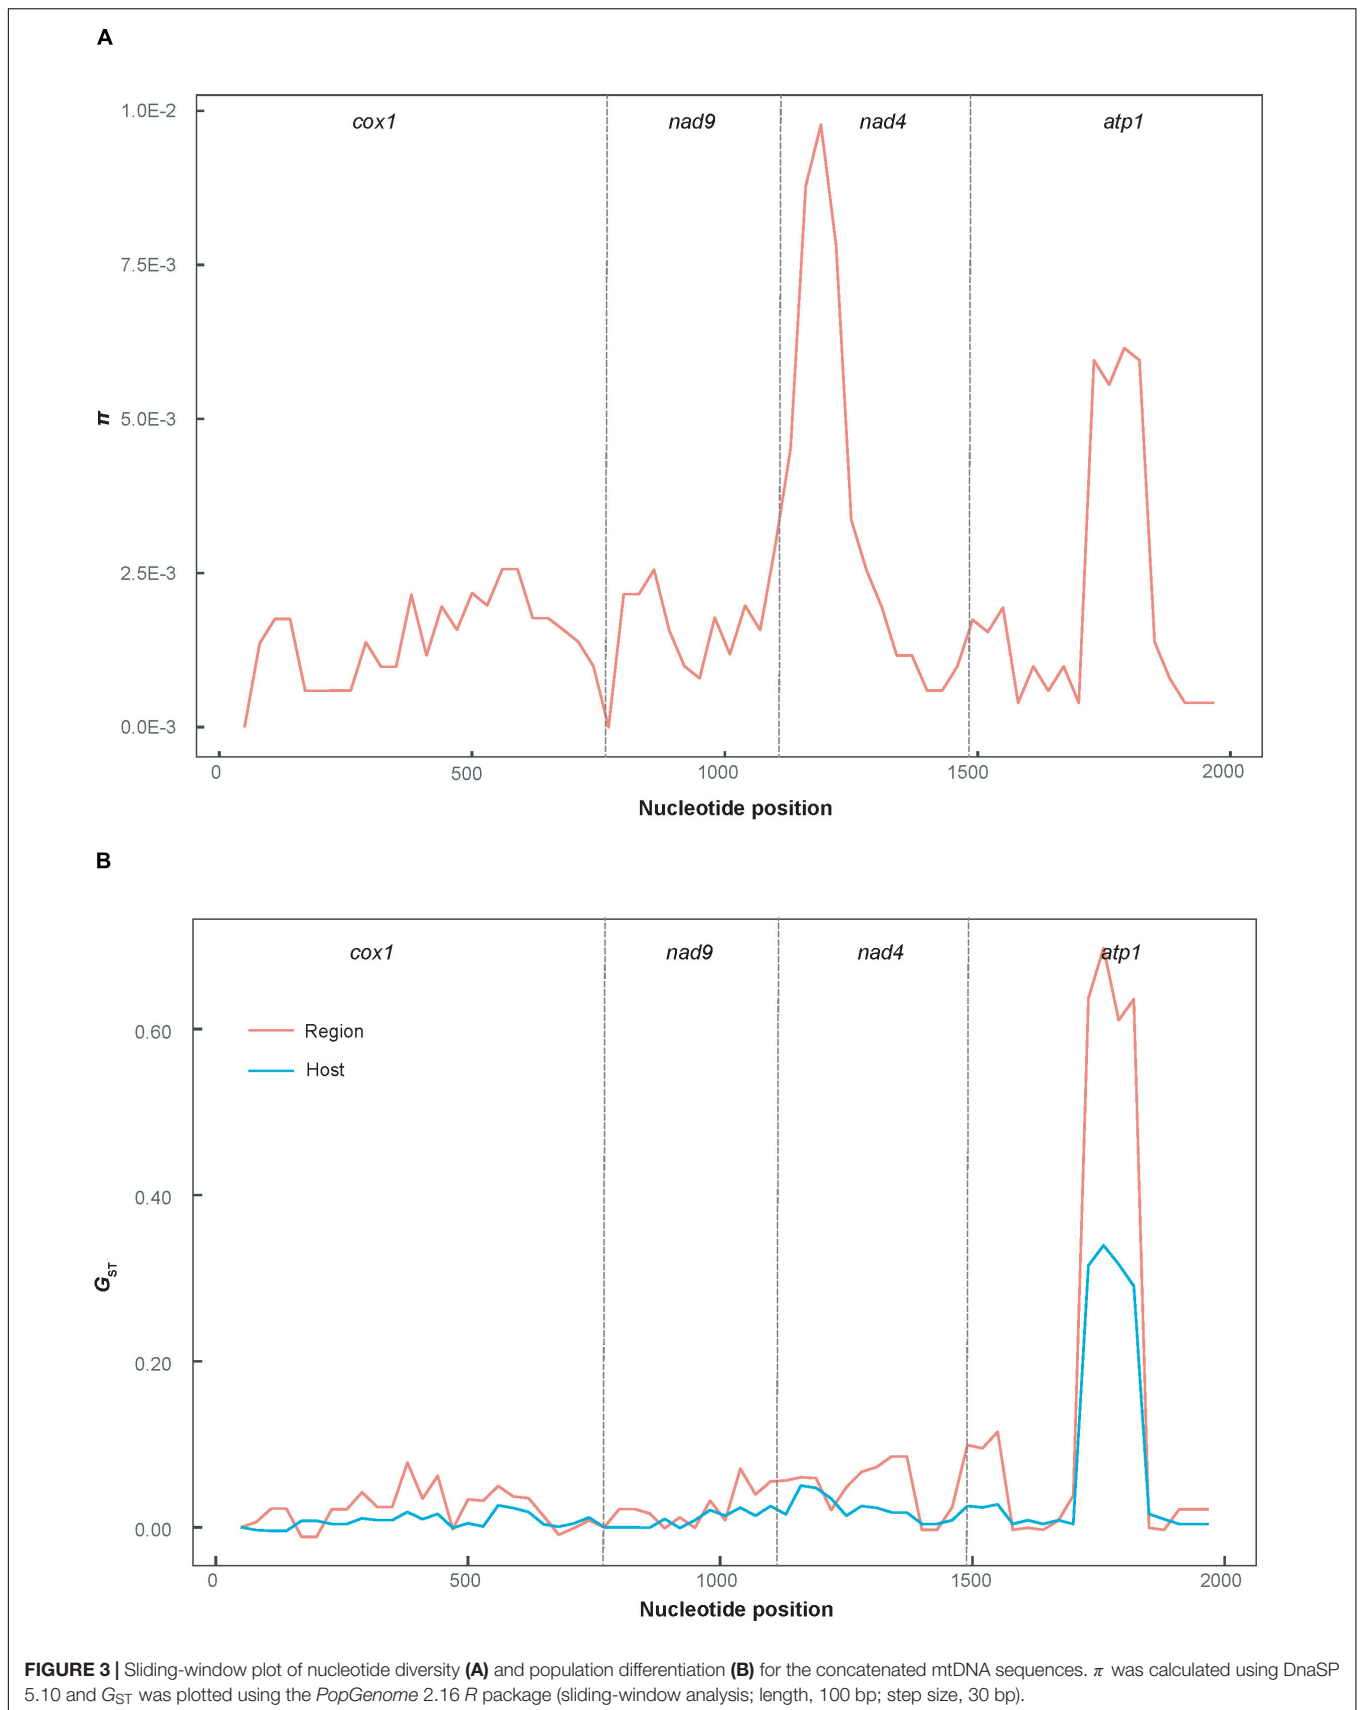 A
1.0E-2
cox1
nad9
nad4
atp1
7.5E-3
5.0E-3
π
2.5E-3
0.0E-3
0
500
1000
1500
2000
Nucleotide position
B
cox1
nad9
nad4
atp1
Region
Host
0.60
0.40
GST
0.20
0.00
0
500
1000
1500
2000
Nucleotide position
FIGURE 3 | Sliding-window plot of nucleotide diversity (A) and population differentiation (B) for the concatenated mtDNA sequences. π was calculated using DnaSP
5.10 and GST was plotted using the PopGenome 2.16 R package (sliding-window analysis; length, 100 bp; step size, 30 bp).